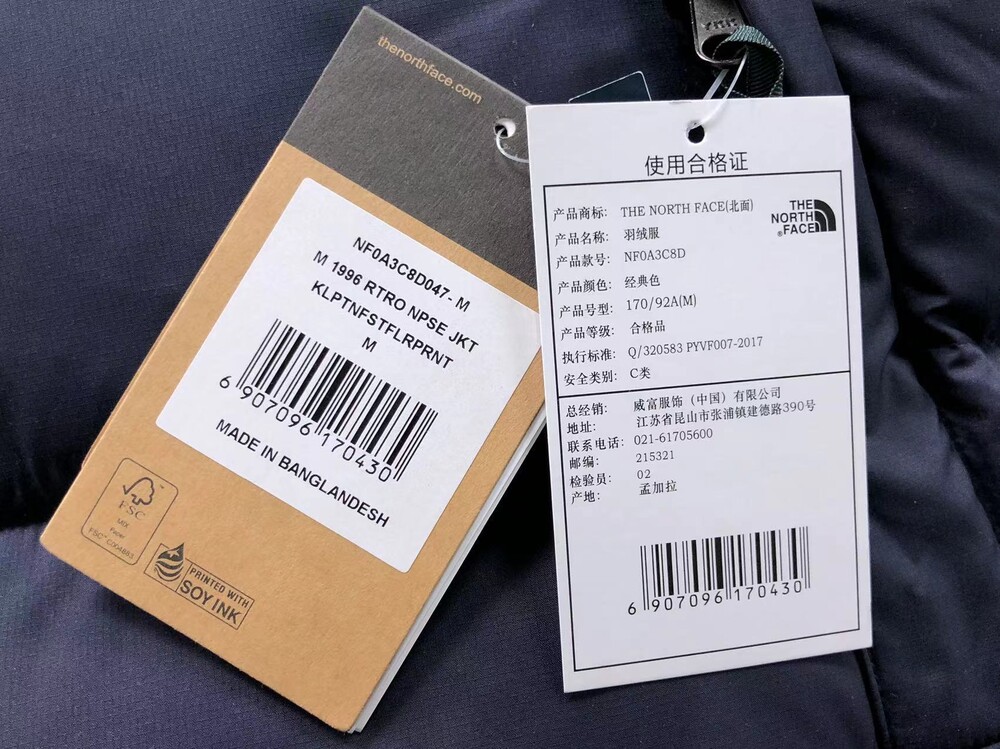 thenorthface.com
NF0A3C8D047- M
M 1996 RTRO NPSE JKT
KLPTNFSTFLRPRNT
M
6 907096 170430
MADE IN BANGLANDESH
FSC
MIX
Paper
PRINTED WITH
SOY INK
YKK
使用合格证
THE
NORTH
FACE
产品商标: THE NORTH FACE(北面)
产品名称: 羽绒服
产品款号: NF0A3C8D
产品颜色: 经典色
产品号型: 170/92A(M)
产品等级: 合格品
执行标准: Q/320583 PYVF007-2017
安全类别: C类
总经销: 威富服饰（中国）有限公司
地址: 江苏省昆山市张浦镇建德路390号
联系电话: 021-61705600
邮编: 215321
检验员: 02
产地: 孟加拉
6 907096 170430